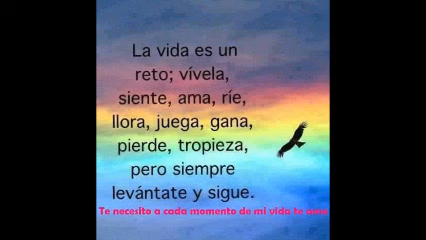 La vida es un
reto; vívela,
siente, ama, ríe,
llora, juega, gana,
pierde, tropieza,
pero siempre
levántate y sigue.
Te necesito a cada momento de mi vida te amo